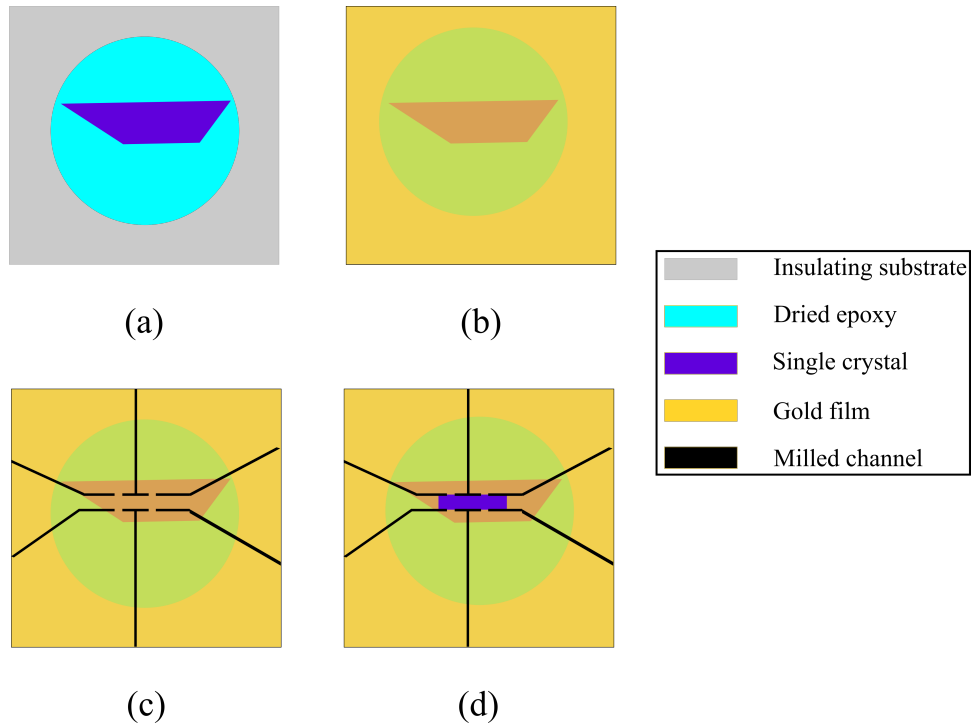 (a)
(b)
Insulating substrate
Dried epoxy
Single crystal
Gold film
Milled channel
(c)
(d)